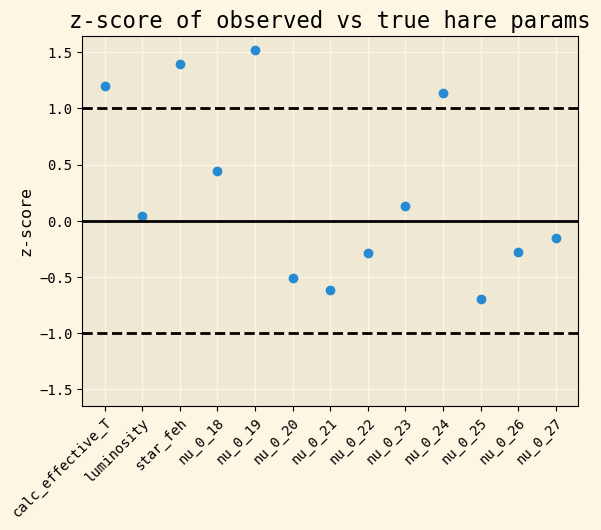 z-score of observed vs true hare params
z-score
1.5
1.0
0.5
0.0
−0.5
−1.0
−1.5
calc_effective_T
luminosity
star_feh
nu_0_18
nu_0_19
nu_0_20
nu_0_21
nu_0_22
nu_0_23
nu_0_24
nu_0_25
nu_0_26
nu_0_27